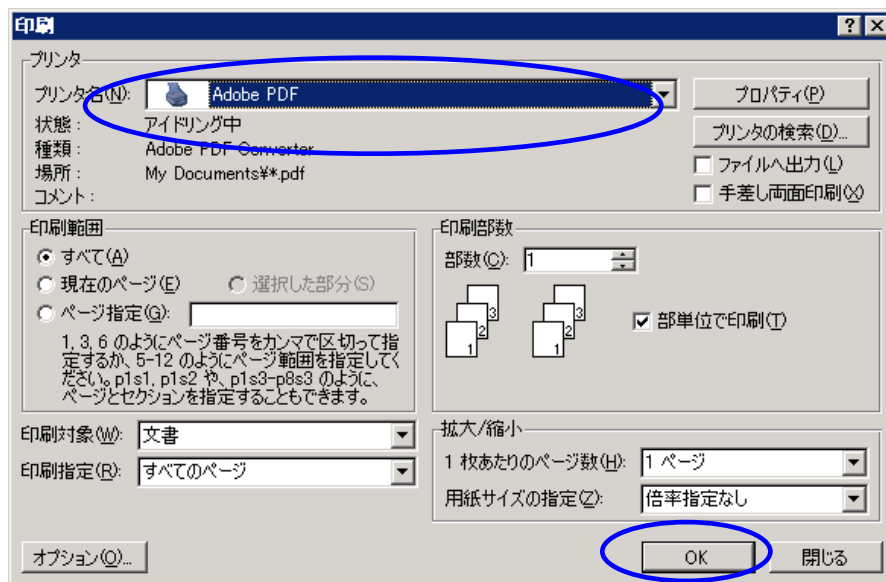 印刷
プリンタ
プリンタ名(N): Adobe PDF
プロパティ(P)
状態： アイドリング中
プリンタの検索(D)...
種類： Adobe PDF Converter
場所： My Documents¥*.pdf
ファイルへ出力(L)
コメント：
手差し両面印刷(X)
印刷範囲
すべて(A)
現在のページ(E) 選択した部分(S)
ページ指定(G):
1, 3, 6 のようにページ番号をカンマで区切って指
定するか、5-12 のようにページ範囲を指定してく
ださい。p1s1, p1s2 や、p1s3-p8s3 のように、
ページとセクションを指定することもできます。
印刷部数
部数(C): 1
1 2 3 1 2 3
部単位で印刷(T)
印刷対象(W): 文書
印刷指定(R): すべてのページ
拡大/縮小
1 枚あたりのページ数(H): 1 ページ
用紙サイズの指定(Z): 倍率指定なし
オプション(O)... OK 閉じる